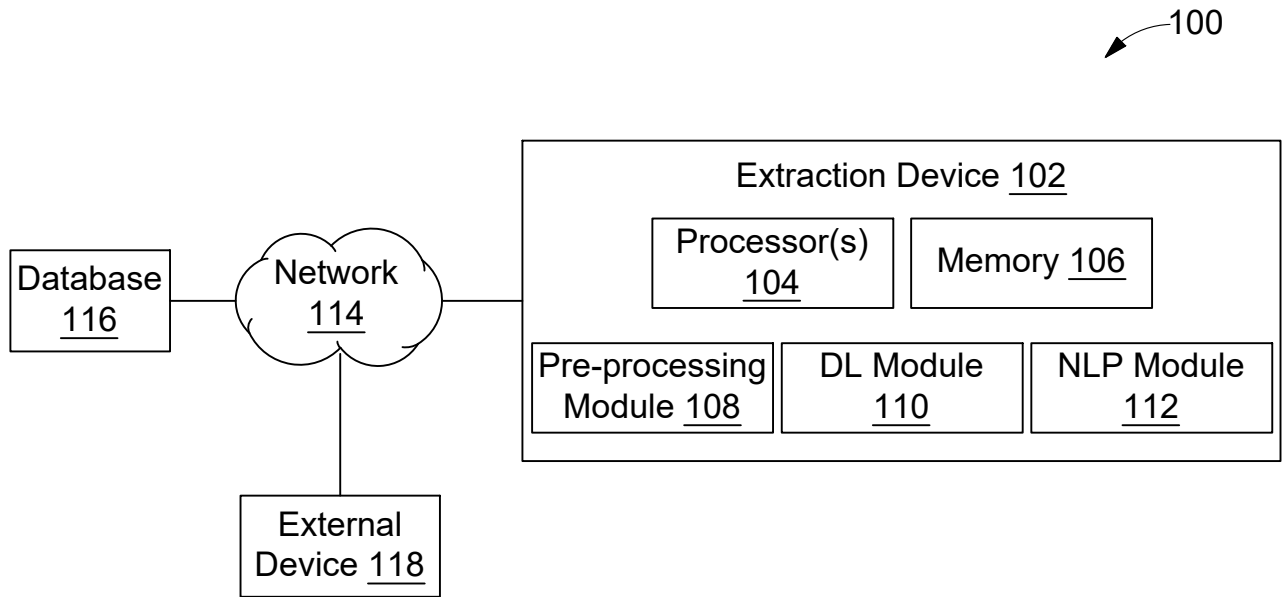 100
Extraction Device 102
Processor(s)
104
Memory 106
Pre-processing
Module 108
DL Module
110
NLP Module
112
Network
114
Database
116
External
Device 118